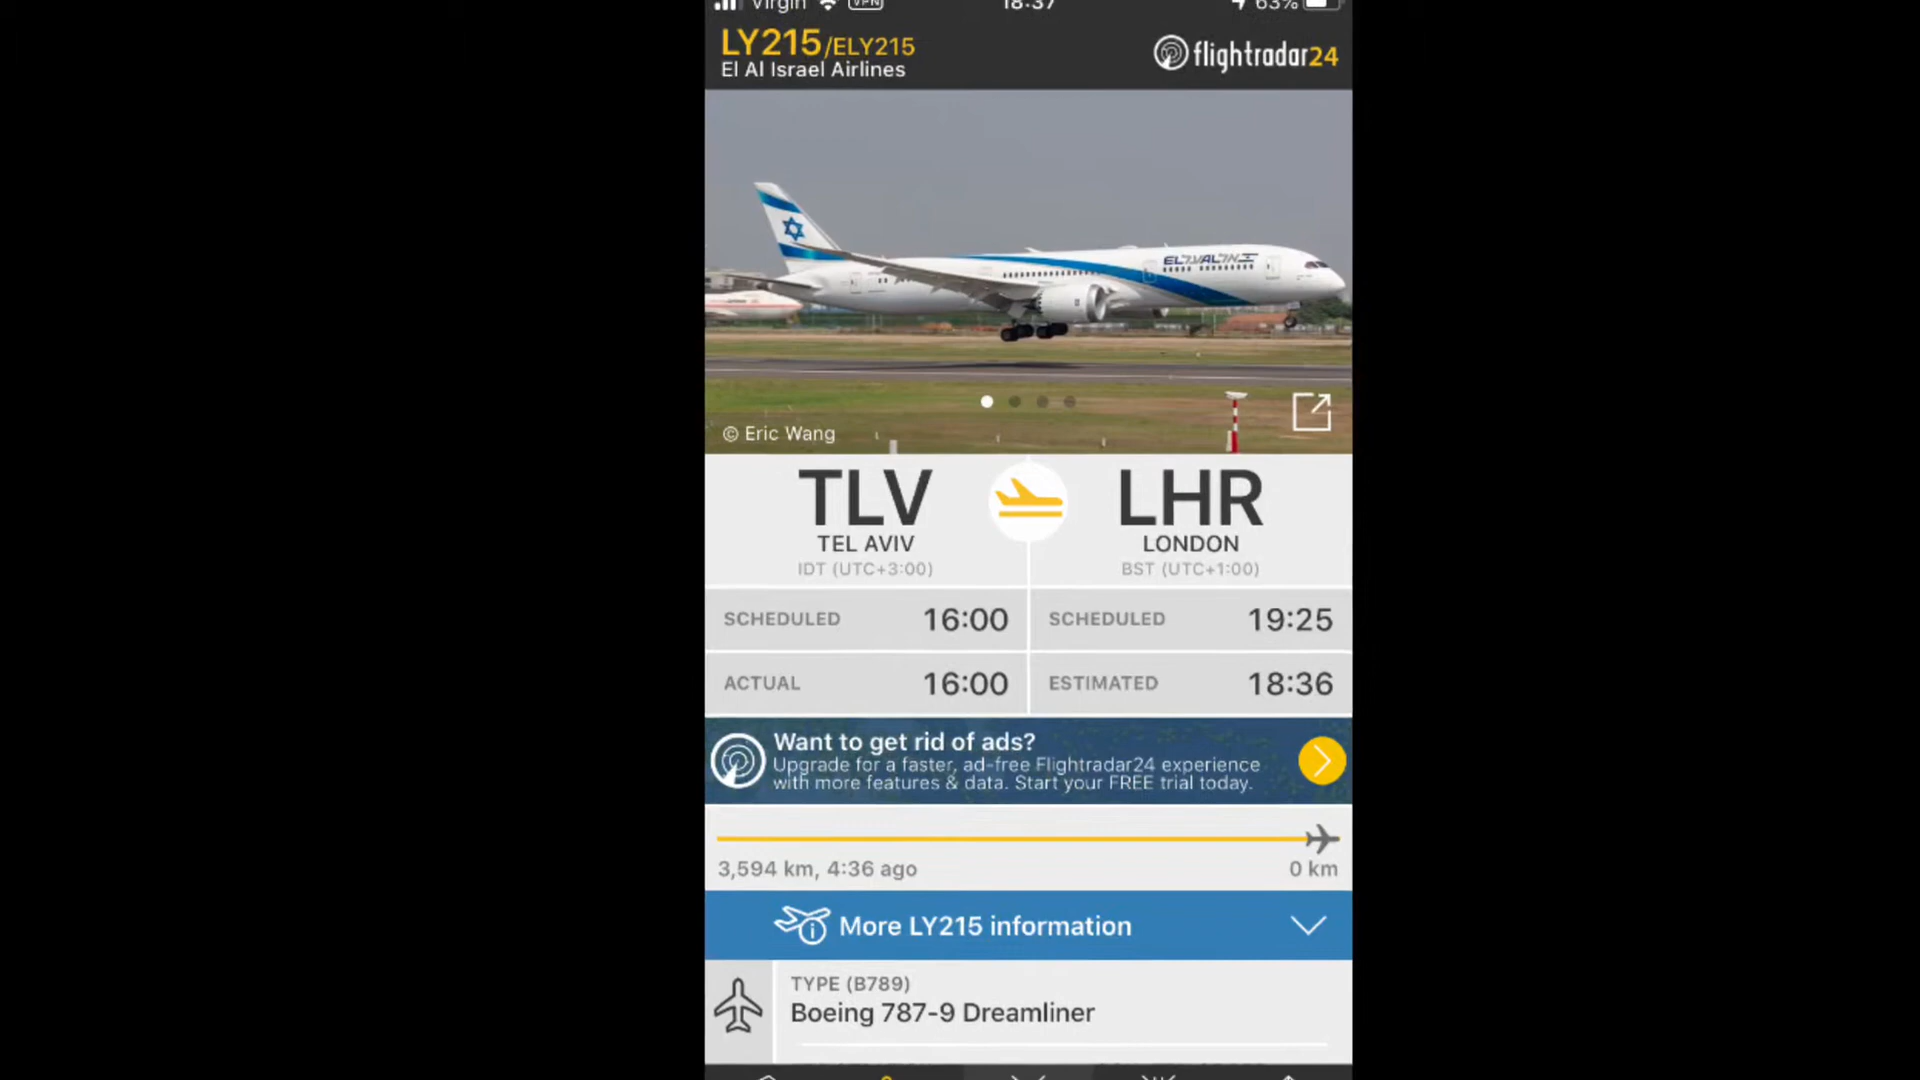 Virgin VPN 18:37 63%
LY215/ELY215
flightradar24
El Al Israel Airlines
EL אל AL
© Eric Wang
TLV
LHR
TEL AVIV
LONDON
IDT (UTC+3:00)
BST (UTC+1:00)
SCHEDULED 16:00 SCHEDULED 19:25
ACTUAL 16:00 ESTIMATED 18:36
Want to get rid of ads?
Upgrade for a faster, ad-free Flightradar24 experience
with more features & data. Start your FREE trial today.
3,594 km, 4:36 ago
0 km
More LY215 information
TYPE (B789)
Boeing 787-9 Dreamliner